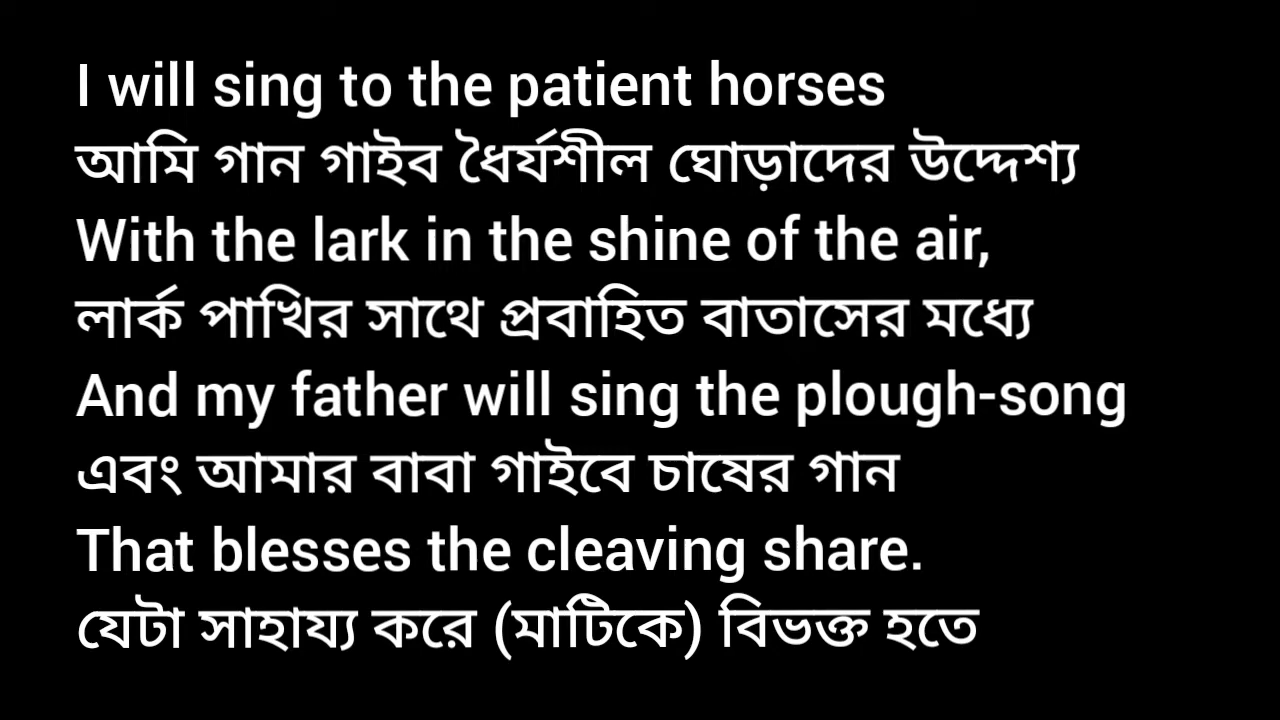 I will sing to the patient horses
আমি গান গাইব ধৈর্যশীল ঘোড়াদের উদ্দেশ্য
With the lark in the shine of the air,
লার্ক পাখির সাথে প্রবাহিত বাতাসের মধ্যে
And my father will sing the plough-song
এবং আমার বাবা গাইবে চাষের গান
That blesses the cleaving share.
যেটা সাহায্য করে (মাটিকে) বিভক্ত হতে